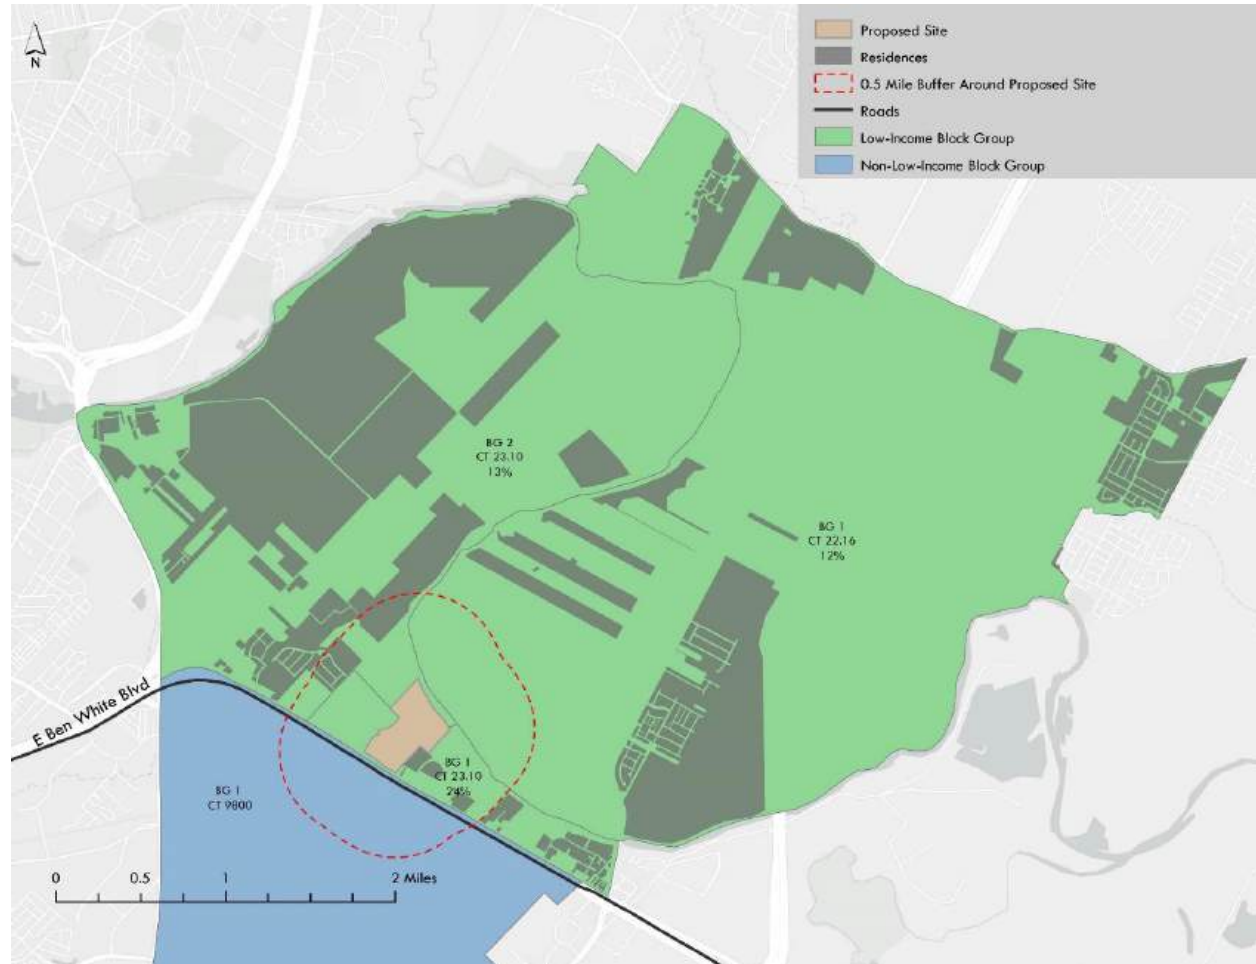 N
Proposed Site
Residences
0.5 Mile Buffer Around Proposed Site
Roads
Low-Income Block Group
Non-Low-Income Block Group
BG 2
CT 23.10
13%
BG 1
CT 22.16
12%
E Ben White Blvd
BG 1
CT 23.10
24%
BG 1
CT 9800
0 0.5 1 2 Miles